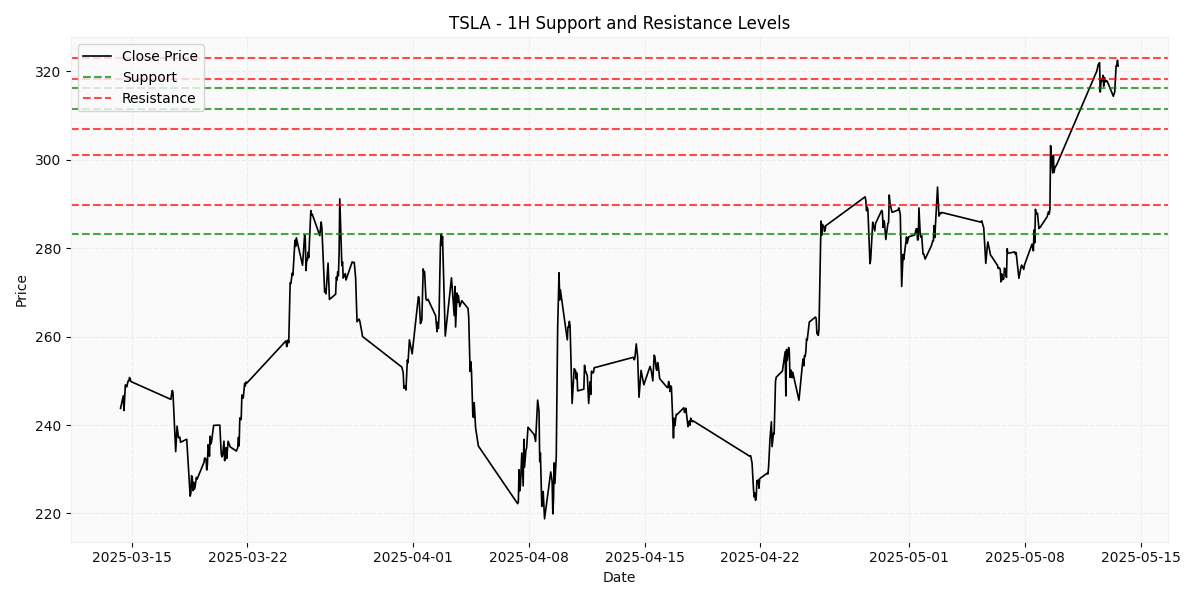 TSLA - 1H Support and Resistance Levels
Close Price
Support
Resistance
Price
320
300
280
260
240
220
2025-03-15
2025-03-22
2025-04-01
2025-04-08
2025-04-15
2025-04-22
2025-05-01
2025-05-08
2025-05-15
Date